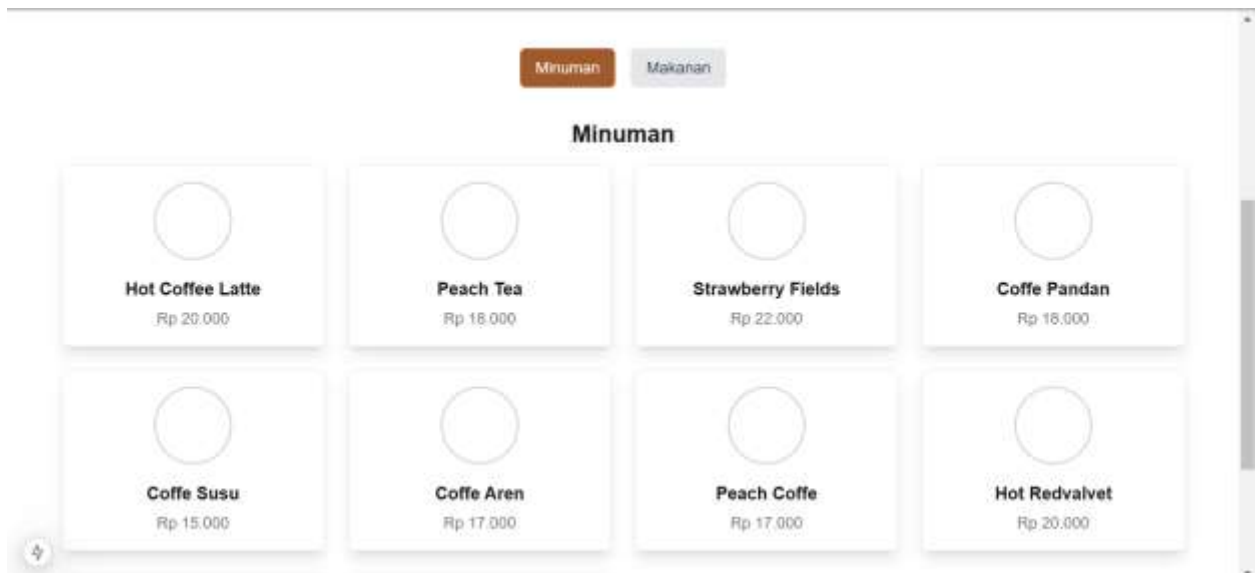 Minuman Makanan
Minuman
Hot Coffee Latte Peach Tea Strawberry Fields Coffe Pandan
Rp 20.000 Rp 18.000 Rp 22.000 Rp 18.000
Coffe Susu Coffe Aren Peach Coffe Hot Redvalvet
Rp 15.000 Rp 17.000 Rp 17.000 Rp 20.000